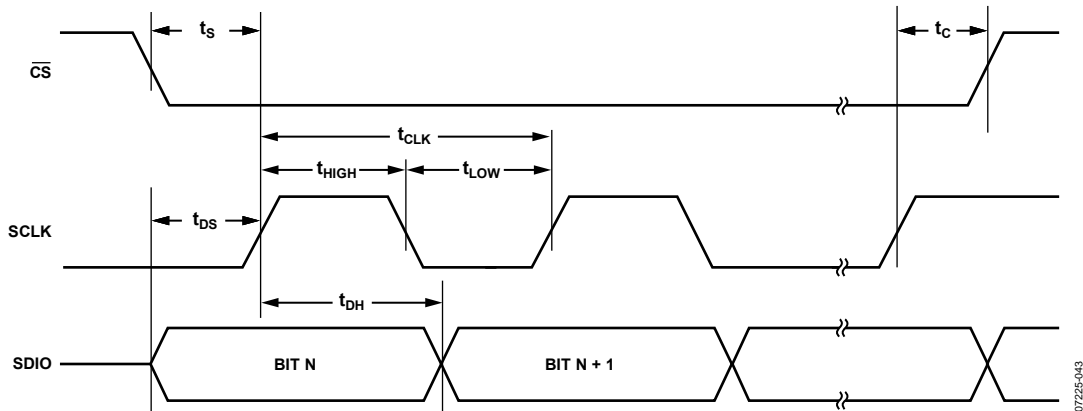 tS
tC
CS
tCLK
tHIGH
tLOW
tDS
SCLK
tDH
SDIO
BIT N
BIT N + 1
07225-043